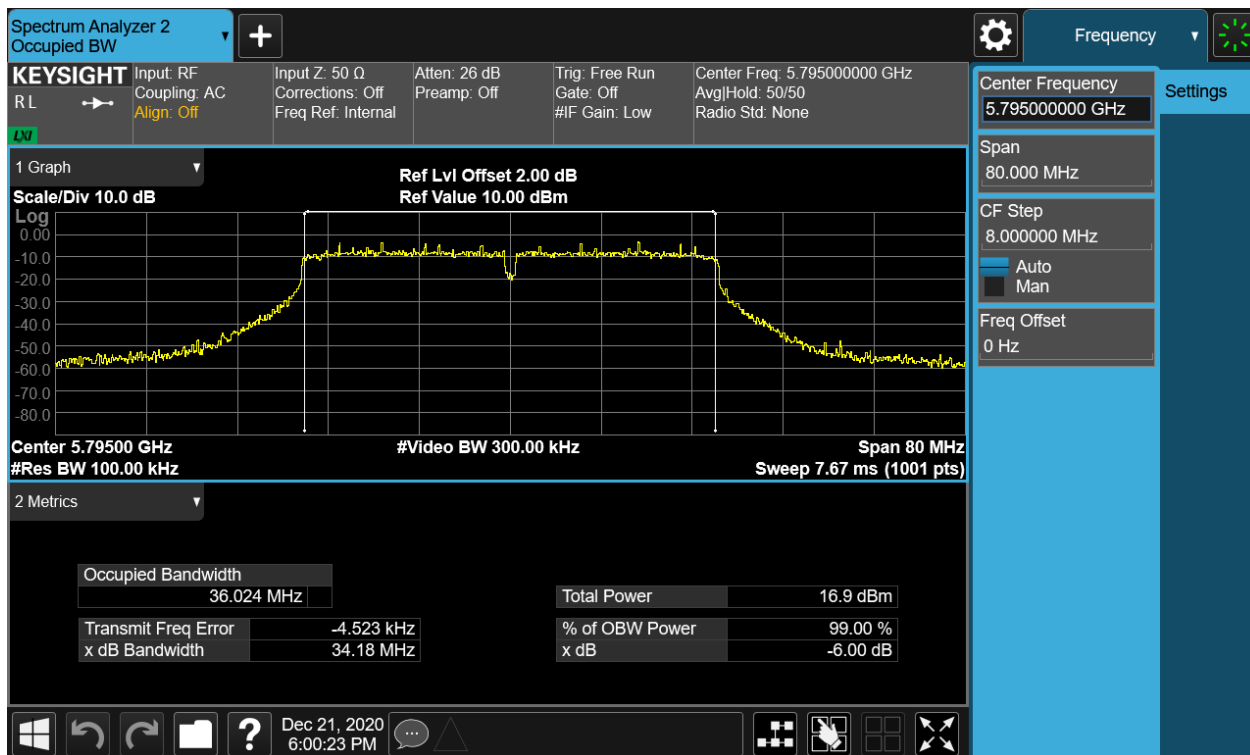 Spectrum Analyzer 2
Occupied BW
+
Frequency
KEYSIGHT
R L
LXI
Input: RF
Coupling: AC
Align: Off
Input Z: 50 Ω
Corrections: Off
Freq Ref: Internal
Atten: 26 dB
Preamp: Off
Trig: Free Run
Gate: Off
#IF Gain: Low
Center Freq: 5.795000000 GHz
Avg|Hold: 50/50
Radio Std: None
Center Frequency
5.795000000 GHz
Settings
Span
80.000 MHz
CF Step
8.000000 MHz
Auto
Man
Freq Offset
0 Hz
1 Graph
Scale/Div 10.0 dB
Ref Lvl Offset 2.00 dB
Ref Value 10.00 dBm
Log
0.00
-10.0
-20.0
-30.0
-40.0
-50.0
-60.0
-70.0
-80.0
Center 5.79500 GHz
#Video BW 300.00 kHz
Span 80 MHz
#Res BW 100.00 kHz
Sweep 7.67 ms (1001 pts)
2 Metrics
Occupied Bandwidth
36.024 MHz
Total Power 16.9 dBm
Transmit Freq Error -4.523 kHz
% of OBW Power 99.00 %
x dB Bandwidth 34.18 MHz
x dB -6.00 dB
?
Dec 21, 2020
6:00:23 PM